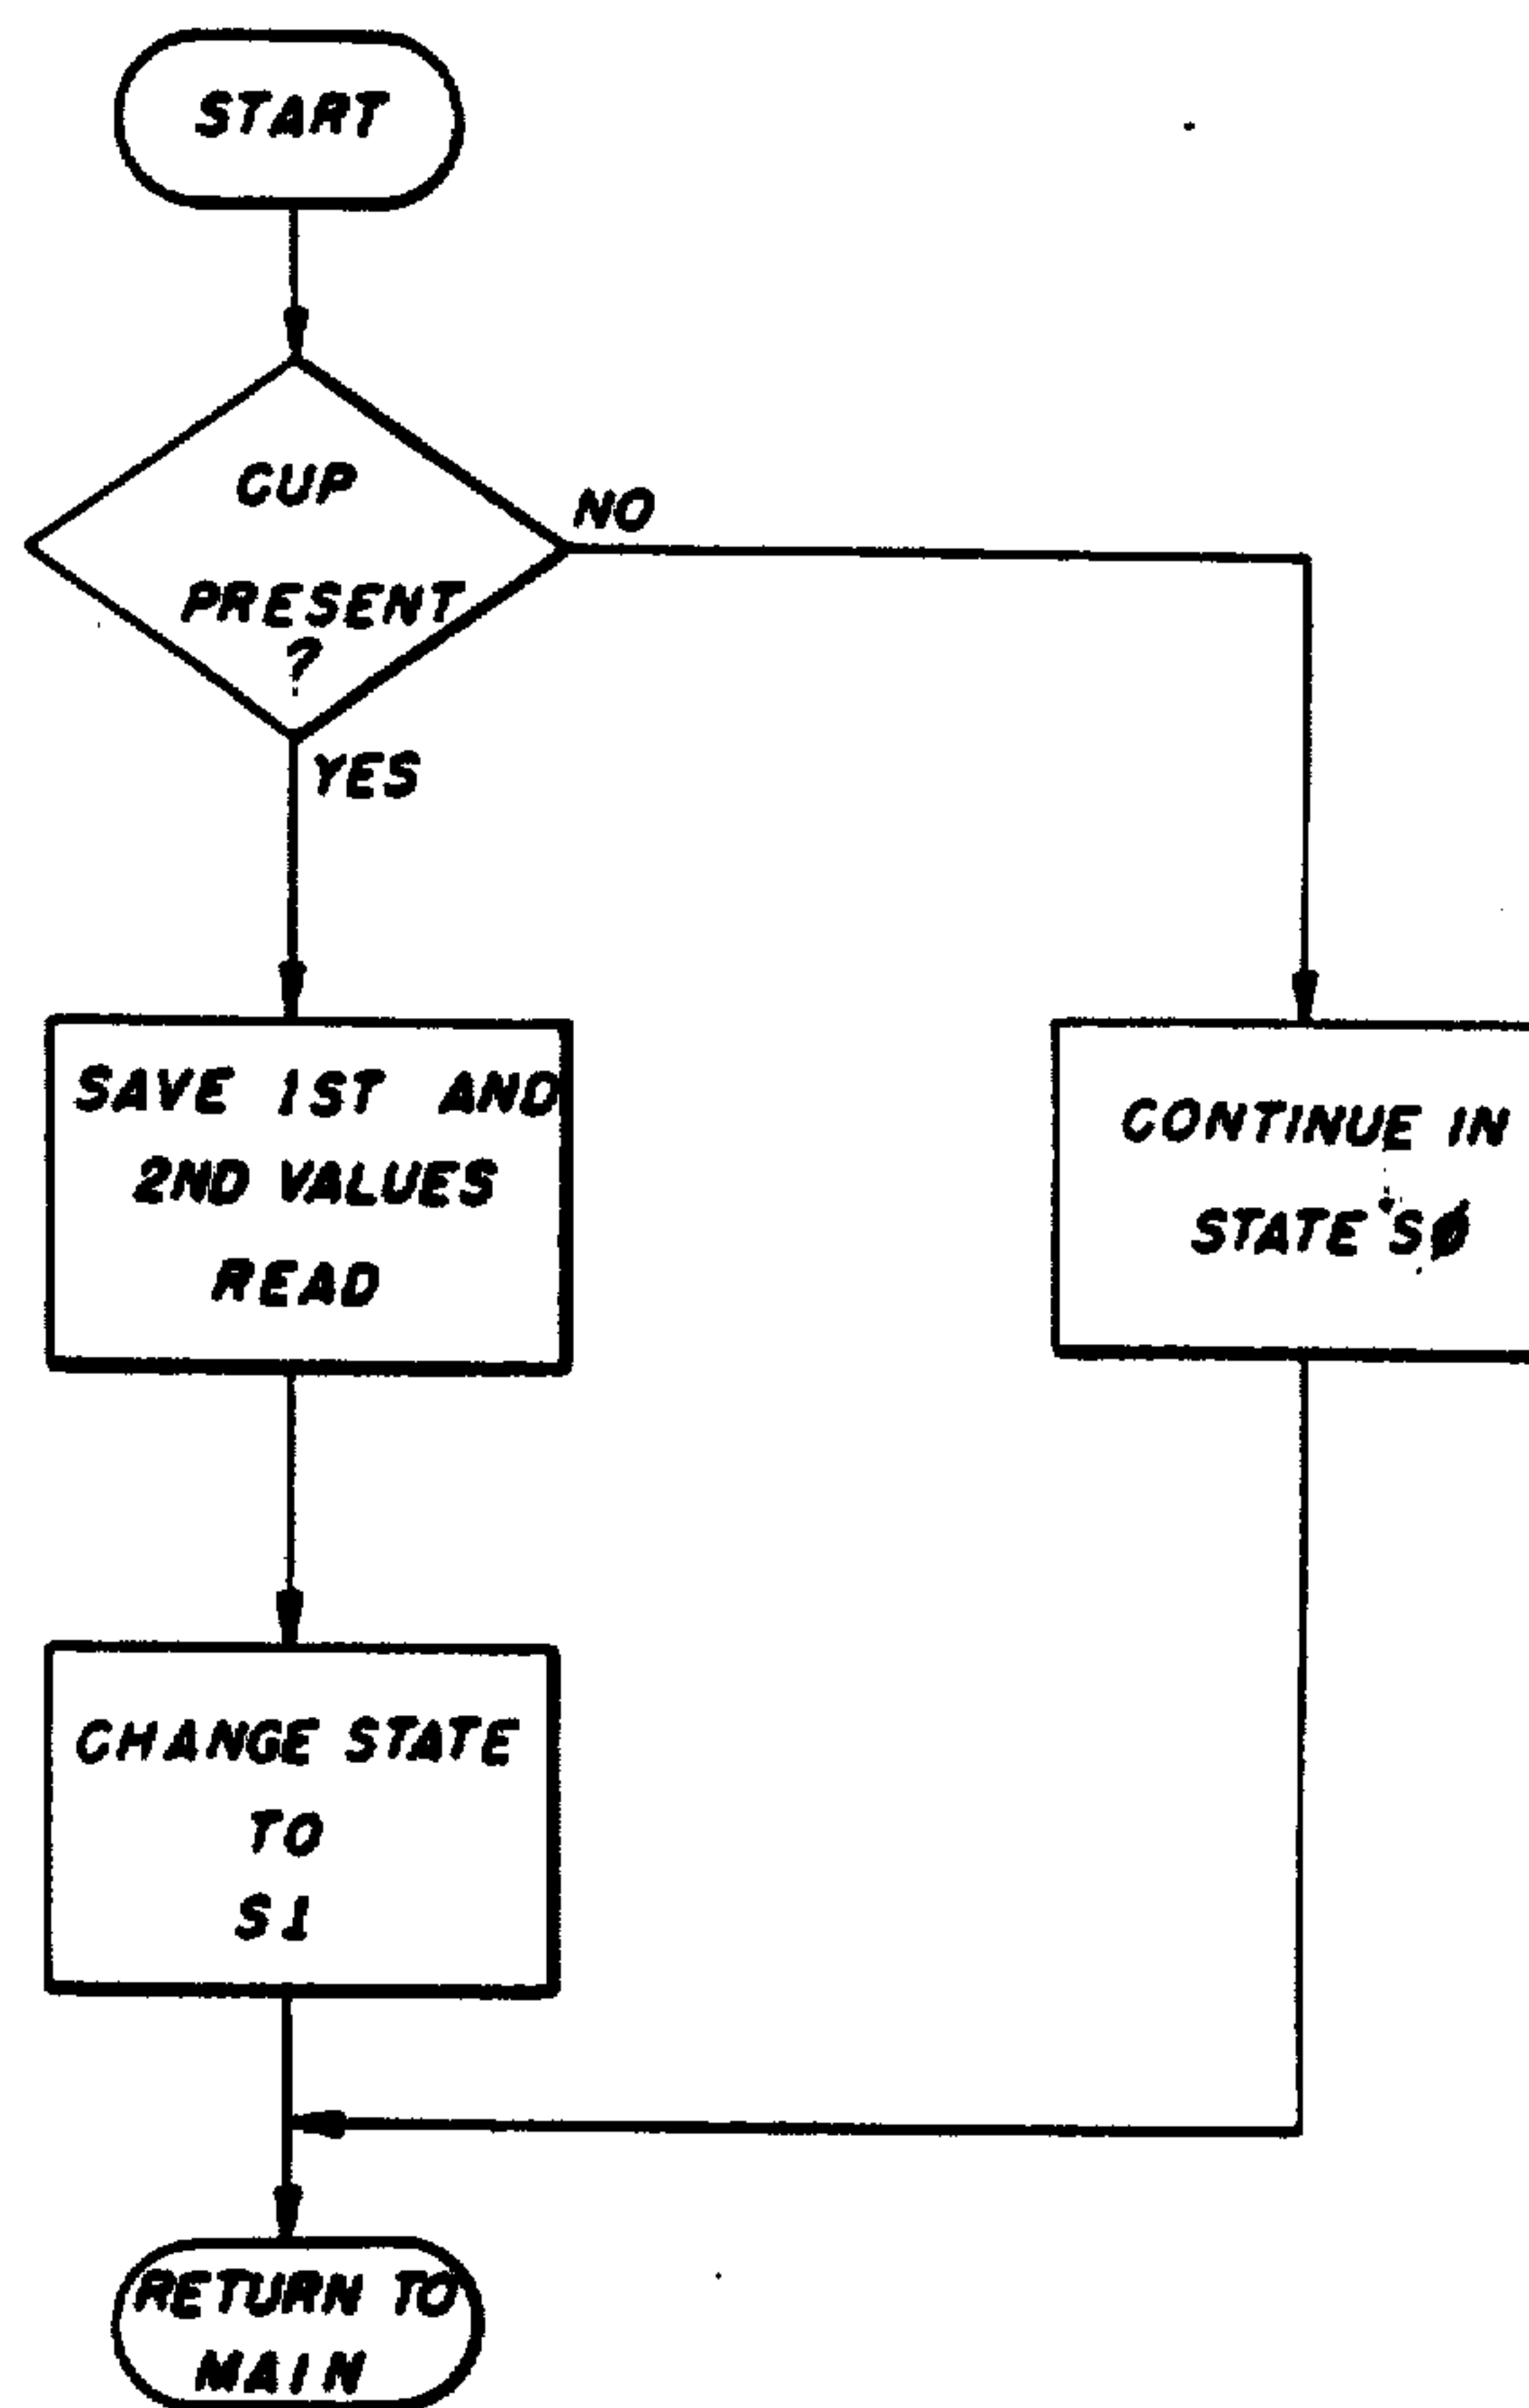 START
CUP
PRESENT
?
NO
YES
SAVE 1ST AND
2ND VALUES
READ
CONTINUE IN
STATE SØ
CHANGE STATE
TO
S1
RETURN TO
MAIN